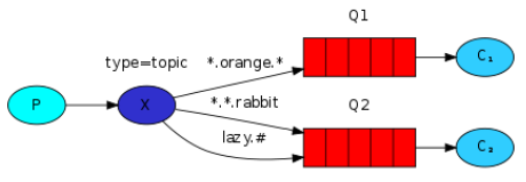 Q1
type=topic
*.orange.*
C₁
P
X
*.*.rabbit
Q2
lazy.#
C₂